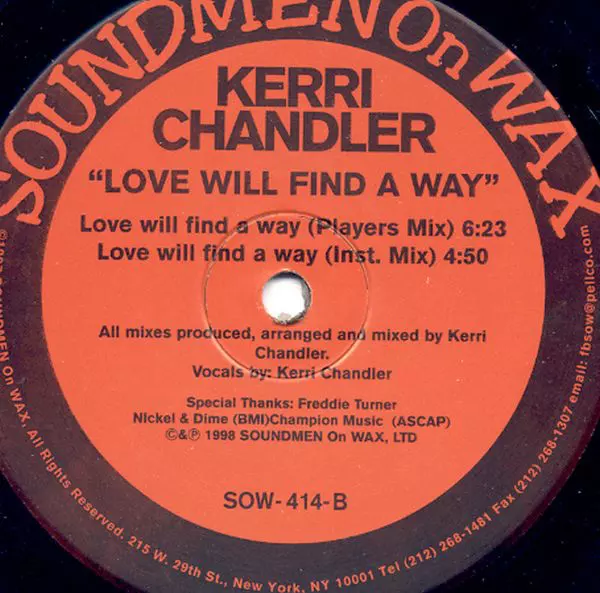 SOUNDMEN On WAX
KERRI
CHANDLER
“LOVE WILL FIND A WAY”
Love will find a way (Players Mix) 6:23
Love will find a way (Inst. Mix) 4:50
All mixes produced, arranged and mixed by Kerri
Chandler.
Vocals by: Kerri Chandler
Special Thanks: Freddie Turner
Nickel & Dime (BMI)Champion Music (ASCAP)
©&℗ 1998 SOUNDMEN On WAX, LTD
SOW-414-B
SOUNDMEN On WAX, All Rights Reserved. 215 W. 29th St., New York, NY 10001 Tel (212) 268-1481 Fax (212) 268-1307 email: fbsow@pellco.com